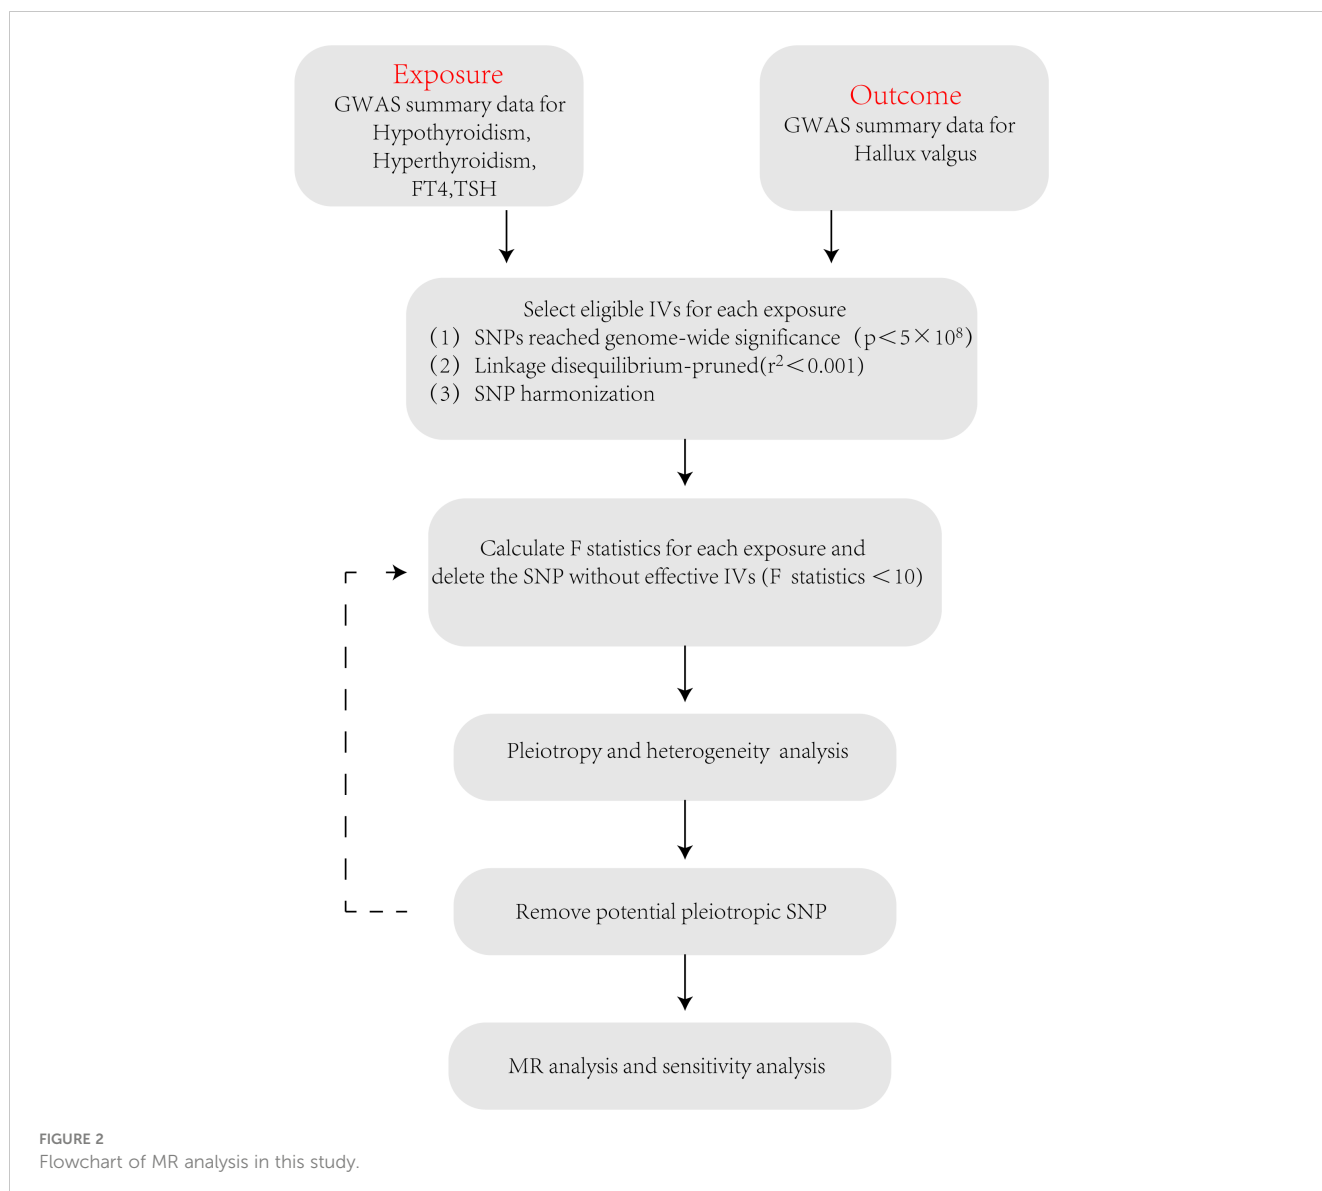 Exposure
GWAS summary data for
Hypothyroidism,
Hyperthyroidism,
FT4,TSH
Outcome
GWAS summary data for
Hallux valgus
Select eligible IVs for each exposure
(1) SNPs reached genome-wide significance (p<5×10⁸)
(2) Linkage disequilibrium-pruned(r²<0.001)
(3) SNP harmonization
Calculate F statistics for each exposure and
delete the SNP without effective IVs (F statistics <10)
Pleiotropy and heterogeneity analysis
Remove potential pleiotropic SNP
MR analysis and sensitivity analysis
FIGURE 2
Flowchart of MR analysis in this study.